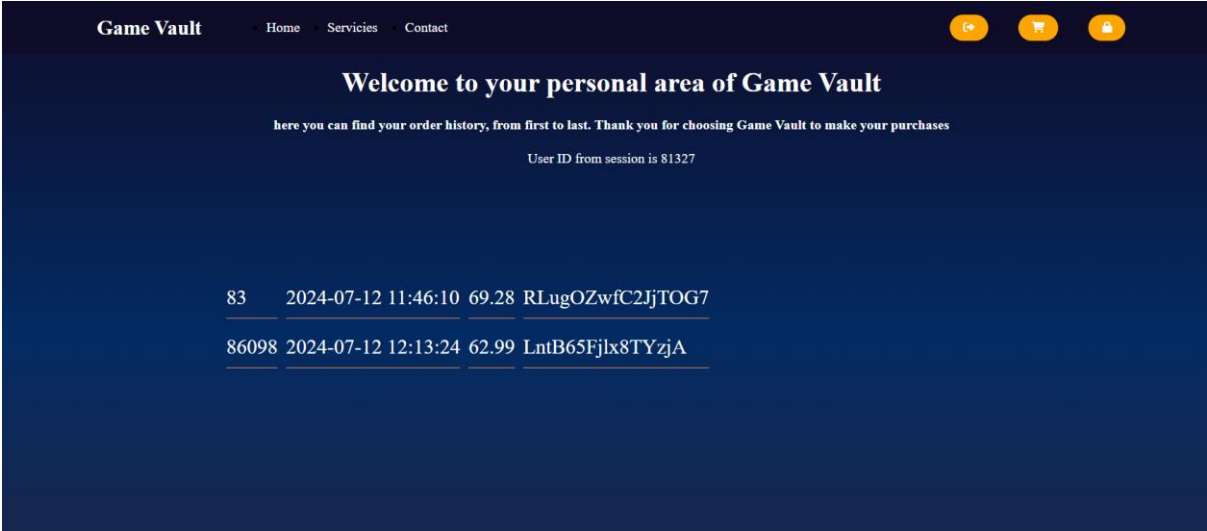 Game Vault Home Servicies Contact
Welcome to your personal area of Game Vault
here you can find your order history, from first to last. Thank you for choosing Game Vault to make your purchases
User ID from session is 81327
83 2024-07-12 11:46:10 69.28 RLugOZwfC2JjTOG7
86098 2024-07-12 12:13:24 62.99 LntB65Fjlx8TYzjA